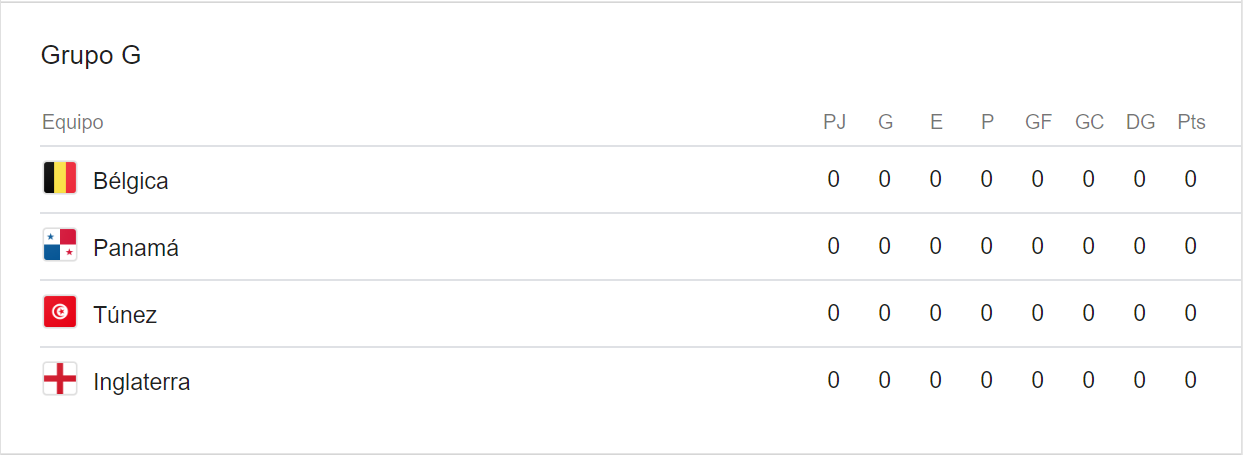 Grupo G
Equipo PJ G E P GF GC DG Pts
Bélgica 0 0 0 0 0 0 0 0
Panamá 0 0 0 0 0 0 0 0
Túnez 0 0 0 0 0 0 0 0
Inglaterra 0 0 0 0 0 0 0 0